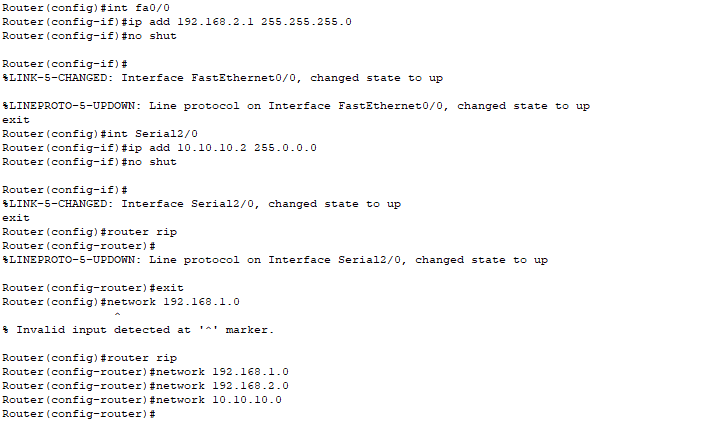 Router(config)#int fa0/0
Router(config-if)#ip add 192.168.2.1 255.255.255.0
Router(config-if)#no shut
Router(config-if)#
%LINK-5-CHANGED: Interface FastEthernet0/0, changed state to up
%LINEPROTO-5-UPDOWN: Line protocol on Interface FastEthernet0/0, changed state to up
exit
Router(config)#int Serial2/0
Router(config-if)#ip add 10.10.10.2 255.0.0.0
Router(config-if)#no shut
Router(config-if)#
%LINK-5-CHANGED: Interface Serial2/0, changed state to up
exit
Router(config)#router rip
Router(config-router)#
%LINEPROTO-5-UPDOWN: Line protocol on Interface Serial2/0, changed state to up
Router(config-router)#exit
Router(config)#network 192.168.1.0
^
% Invalid input detected at '^' marker.
Router(config)#router rip
Router(config-router)#network 192.168.1.0
Router(config-router)#network 192.168.2.0
Router(config-router)#network 10.10.10.0
Router(config-router)#